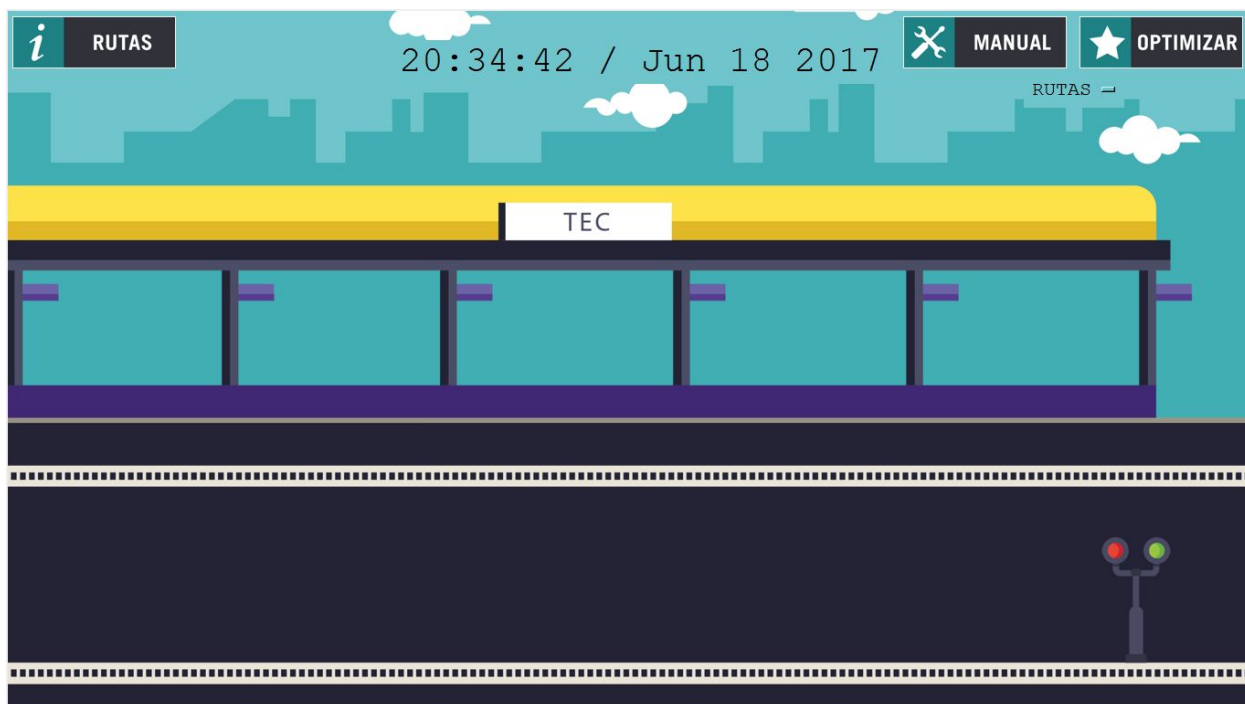 i RUTAS
20:34:42 / Jun 18 2017
MANUAL
OPTIMIZAR
RUTAS
TEC